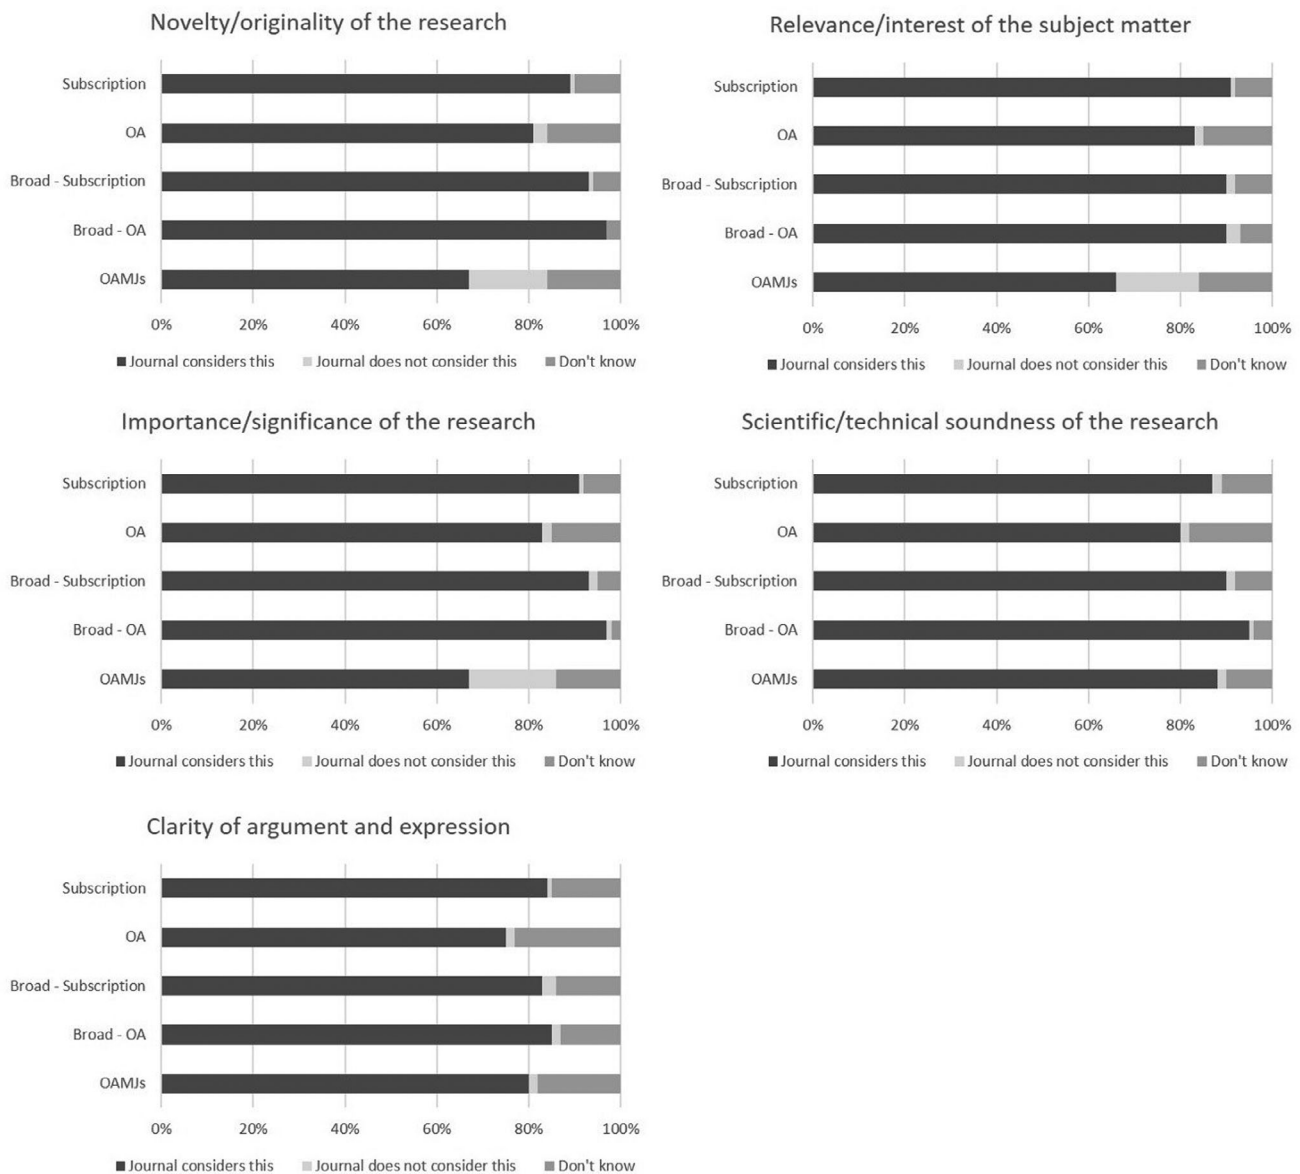 Novelty/originality of the research
Subscription
OA
Broad - Subscription
Broad - OA
OAMJs
0% 20% 40% 60% 80% 100%
Journal considers this Journal does not consider this Don't know
Relevance/interest of the subject matter
Subscription
OA
Broad - Subscription
Broad - OA
OAMJs
0% 20% 40% 60% 80% 100%
Journal considers this Journal does not consider this Don't know
Importance/significance of the research
Subscription
OA
Broad - Subscription
Broad - OA
OAMJs
0% 20% 40% 60% 80% 100%
Journal considers this Journal does not consider this Don't know
Scientific/technical soundness of the research
Subscription
OA
Broad - Subscription
Broad - OA
OAMJs
0% 20% 40% 60% 80% 100%
Journal considers this Journal does not consider this Don't know
Clarity of argument and expression
Subscription
OA
Broad - Subscription
Broad - OA
OAMJs
0% 20% 40% 60% 80% 100%
Journal considers this Journal does not consider this Don't know